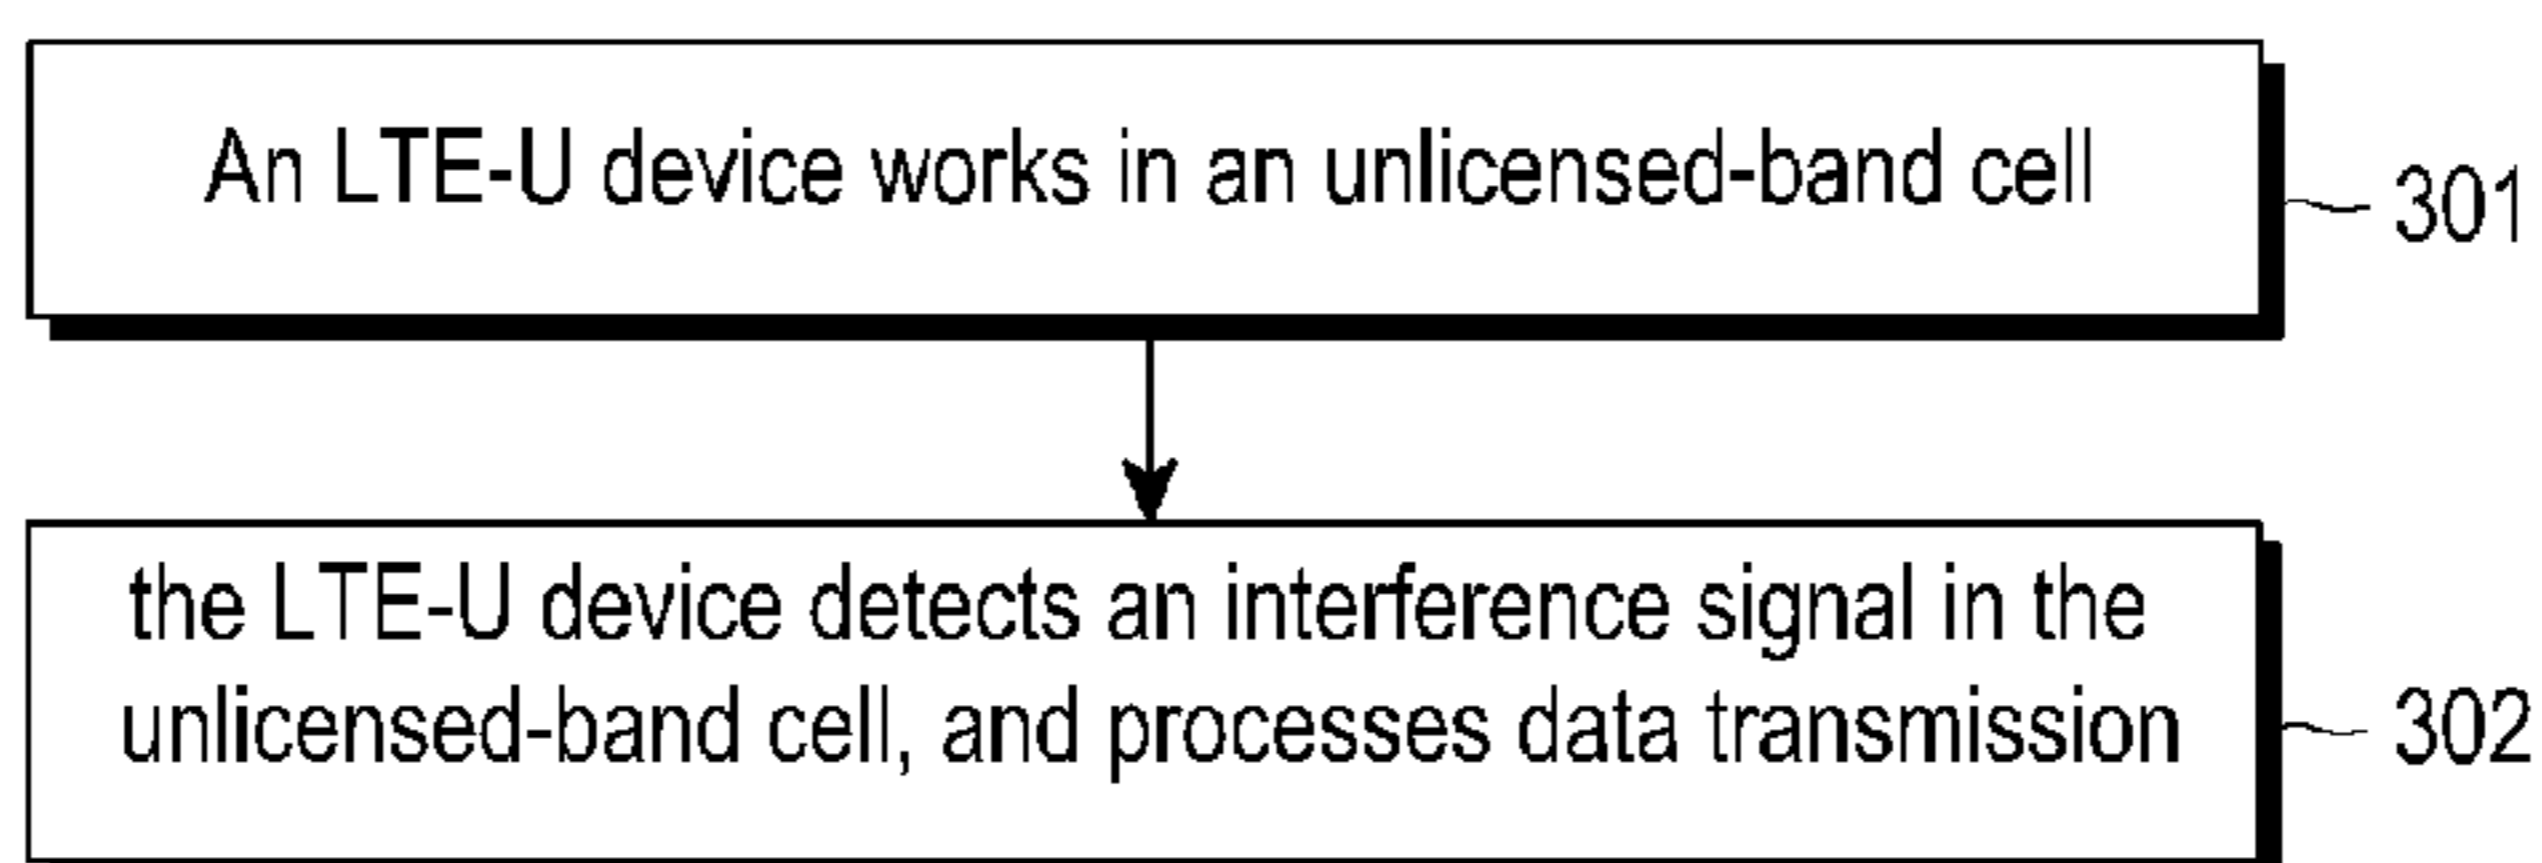 An LTE-U device works in an unlicensed-band cell
301
the LTE-U device detects an interference signal in the
unlicensed-band cell, and processes data transmission
302